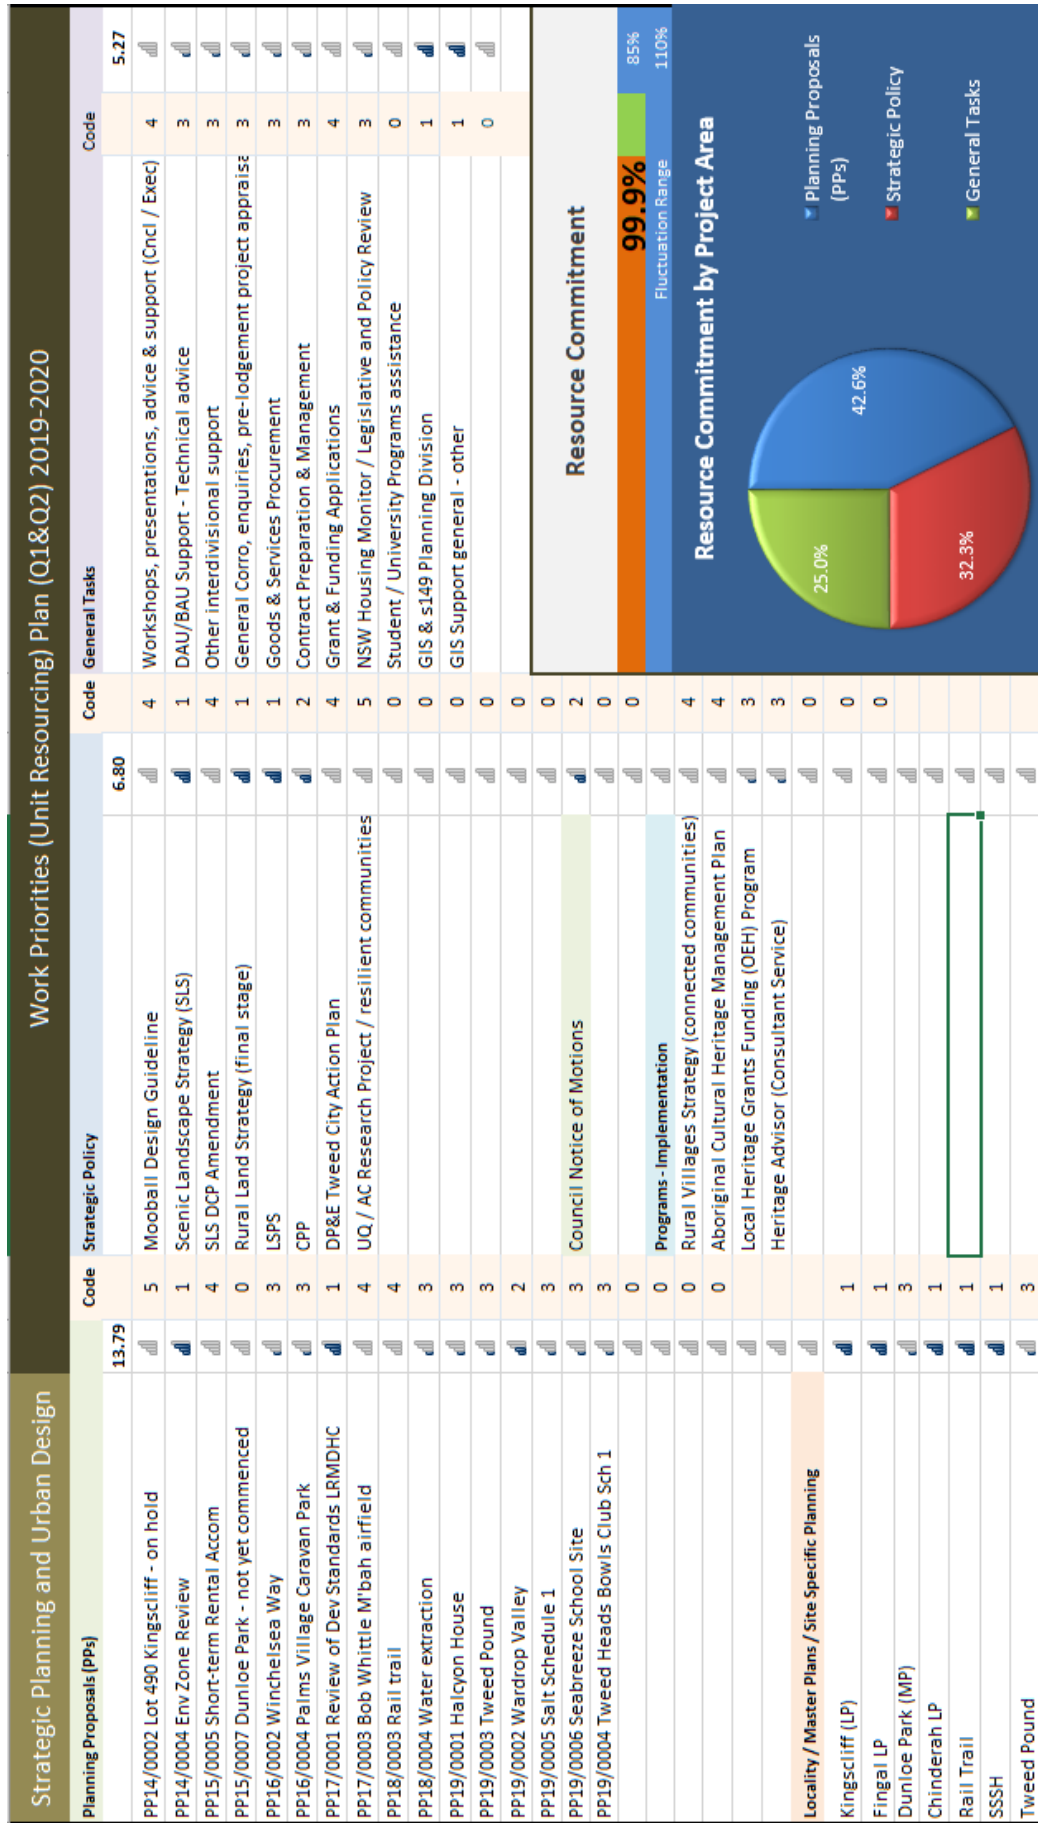 Strategic Planning and Urban Design Work Priorities (Unit Resourcing) Plan (Q1&Q2) 2019-2020
Planning Proposals (PPs) Code Strategic Policy Code General Tasks Code
13.79 6.80 5.27
PP14/0002 Lot 490 Kingscliff - on hold 5 Mooball Design Guideline 4 Workshops, presentations, advice & support (Cncl / Exec) 4
PP14/0004 Env Zone Review 1 Scenic Landscape Strategy (SLS) 1 DAU/BAU Support - Technical advice 3
PP15/0005 Short-term Rental Accom 4 SLS DCP Amendment 4 Other interdivisional support 3
PP15/0007 Dunloe Park - not yet commenced 0 Rural Land Strategy (final stage) 1 General Corro, enquiries, pre-lodgement project appraisa 3
PP16/0002 Winchelsea Way 3 LSPS 1 Goods & Services Procurement 3
PP16/0004 Palms Village Caravan Park 3 CPP 2 Contract Preparation & Management 3
PP17/0001 Review of Dev Standards LRMDHC 1 DP&E Tweed City Action Plan 4 Grant & Funding Applications 4
PP17/0003 Bob Whittle M'bah airfield 4 UQ / AC Research Project / resilient communities 5 NSW Housing Monitor / Legislative and Policy Review 3
PP18/0003 Rail trail 4 0 Student / University Programs assistance 0
PP18/0004 Water extraction 3 0 GIS & s149 Planning Division 1
PP19/0001 Halcyon House 3 0 GIS Support general - other 1
PP19/0003 Tweed Pound 3 0 0
PP19/0002 Wardrop Valley 2 0
PP19/0005 Salt Schedule 1 3 0
PP19/0006 Seabreeze School Site 3 Council Notice of Motions 2
PP19/0004 Tweed Heads Bowls Club Sch 1 3 0
0 0
0 Programs - Implementation
0 Rural Villages Strategy (connected communities) 4
0 Aboriginal Cultural Heritage Management Plan 4
Local Heritage Grants Funding (OEH) Program 3
Heritage Advisor (Consultant Service) 3
Locality / Master Plans / Site Specific Planning 0
Kingscliff (LP) 1 0
Fingal LP 1 0
Dunloe Park (MP) 3
Chinderah LP 1
Rail Trail 1
SSSH 1
Tweed Pound 3
Resource Commitment
99.9% 85%
Fluctuation Range 110%
Resource Commitment by Project Area
25.0%
42.6%
32.3%
Planning Proposals
(PPs)
Strategic Policy
General Tasks